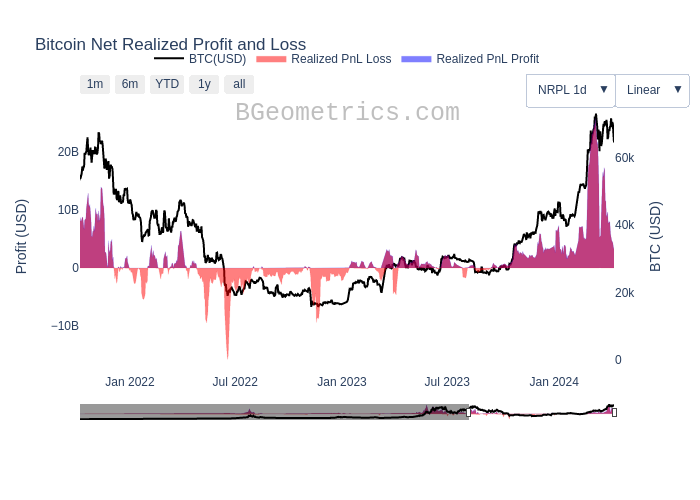 Bitcoin Net Realized Profit and Loss
BTC(USD) Realized PnL Loss Realized PnL Profit
1m 6m YTD 1y all
NRPL 1d ▼ Linear ▼
BGeometrics.com
20B
10B
0
−10B
Profit (USD)
60k
40k
20k
0
BTC (USD)
Jan 2022 Jul 2022 Jan 2023 Jul 2023 Jan 2024